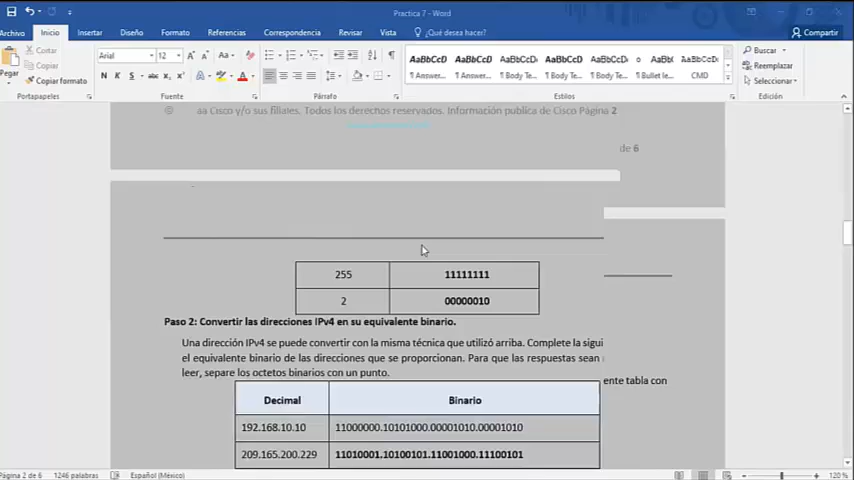 Practica 7 - Word
Archivo Inicio Insertar Diseño Formato Referencias Correspondencia Revisar Vista ¿Qué desea hacer? Compartir
Pegar
Cortar
Copiar
Copiar formato
Portapapeles
Arial 12
Fuente
Párrafo
AaBbCcD AaBbCcD AaBbCcDc AaBbCcDc AaBbC AaBbCcD
¶ Answer... ¶ Answer... ¶ Body Te... ¶ Body Te... ¶ Bullet le... CMD
Estilos
Buscar
Reemplazar
Seleccionar
Edición
© aa Cisco y/o sus filiates. Todos los derechos reservados. Información publica de Cisco Página 2
de 6
255 11111111
2 00000010
Paso 2: Convertir las direcciones IPv4 en su equivalente binario.
Una dirección IPv4 se puede convertir con la misma técnica que utilizó arriba. Complete la sigui
ente tabla con
el equivalente binario de las direcciones que se proporcionan. Para que las respuestas sean
leer, separe los octetos binarios con un punto.
Decimal Binario
192.168.10.10 11000000.10101000.00001010.00001010
209.165.200.229 11010001.10100101.11001000.11100101
Página 2 de 6 1246 palabras Español (México) 120 %